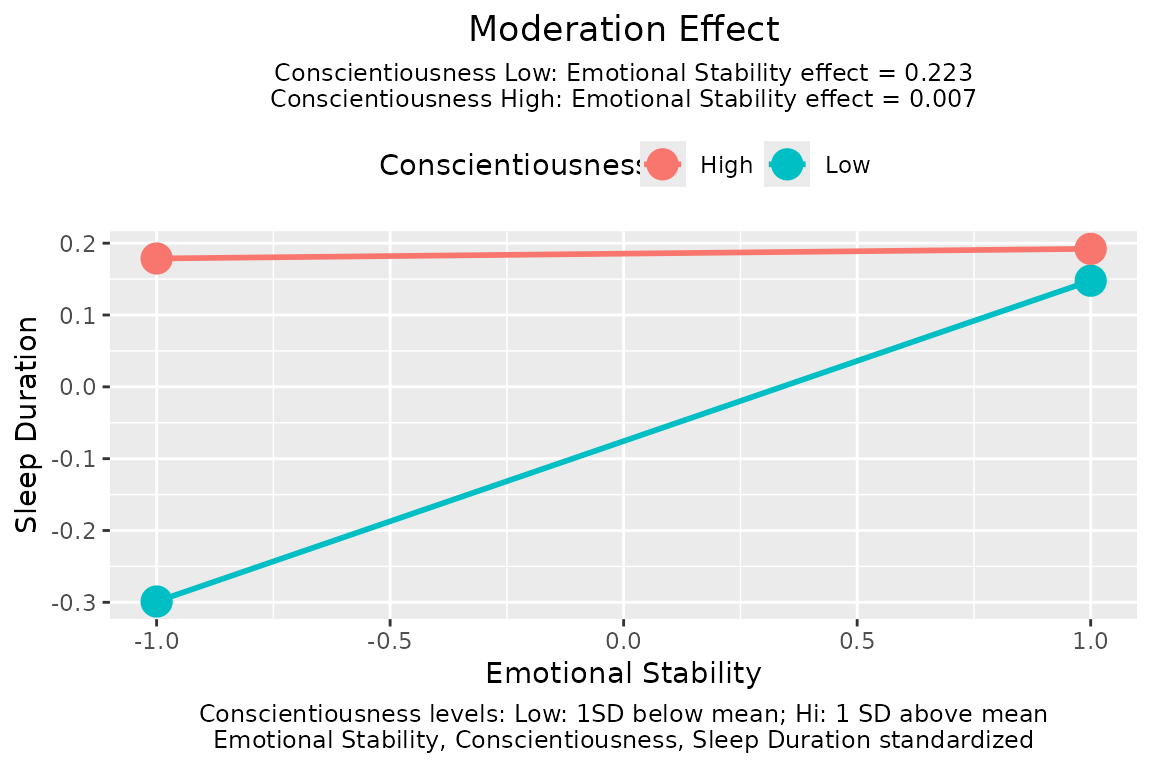 Moderation Effect
Conscientiousness Low: Emotional Stability effect = 0.223
Conscientiousness High: Emotional Stability effect = 0.007
Conscientiousness High Low
Sleep Duration
0.2
0.1
0.0
-0.1
-0.2
-0.3
-1.0 -0.5 0.0 0.5 1.0
Emotional Stability
Conscientiousness levels: Low: 1SD below mean; Hi: 1 SD above mean
Emotional Stability, Conscientiousness, Sleep Duration standardized